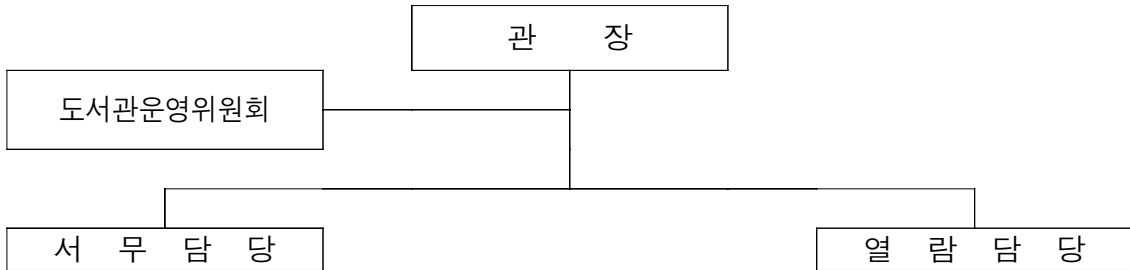 관 장
도서관운영위원회
서 무 담 당
열 람 담 당